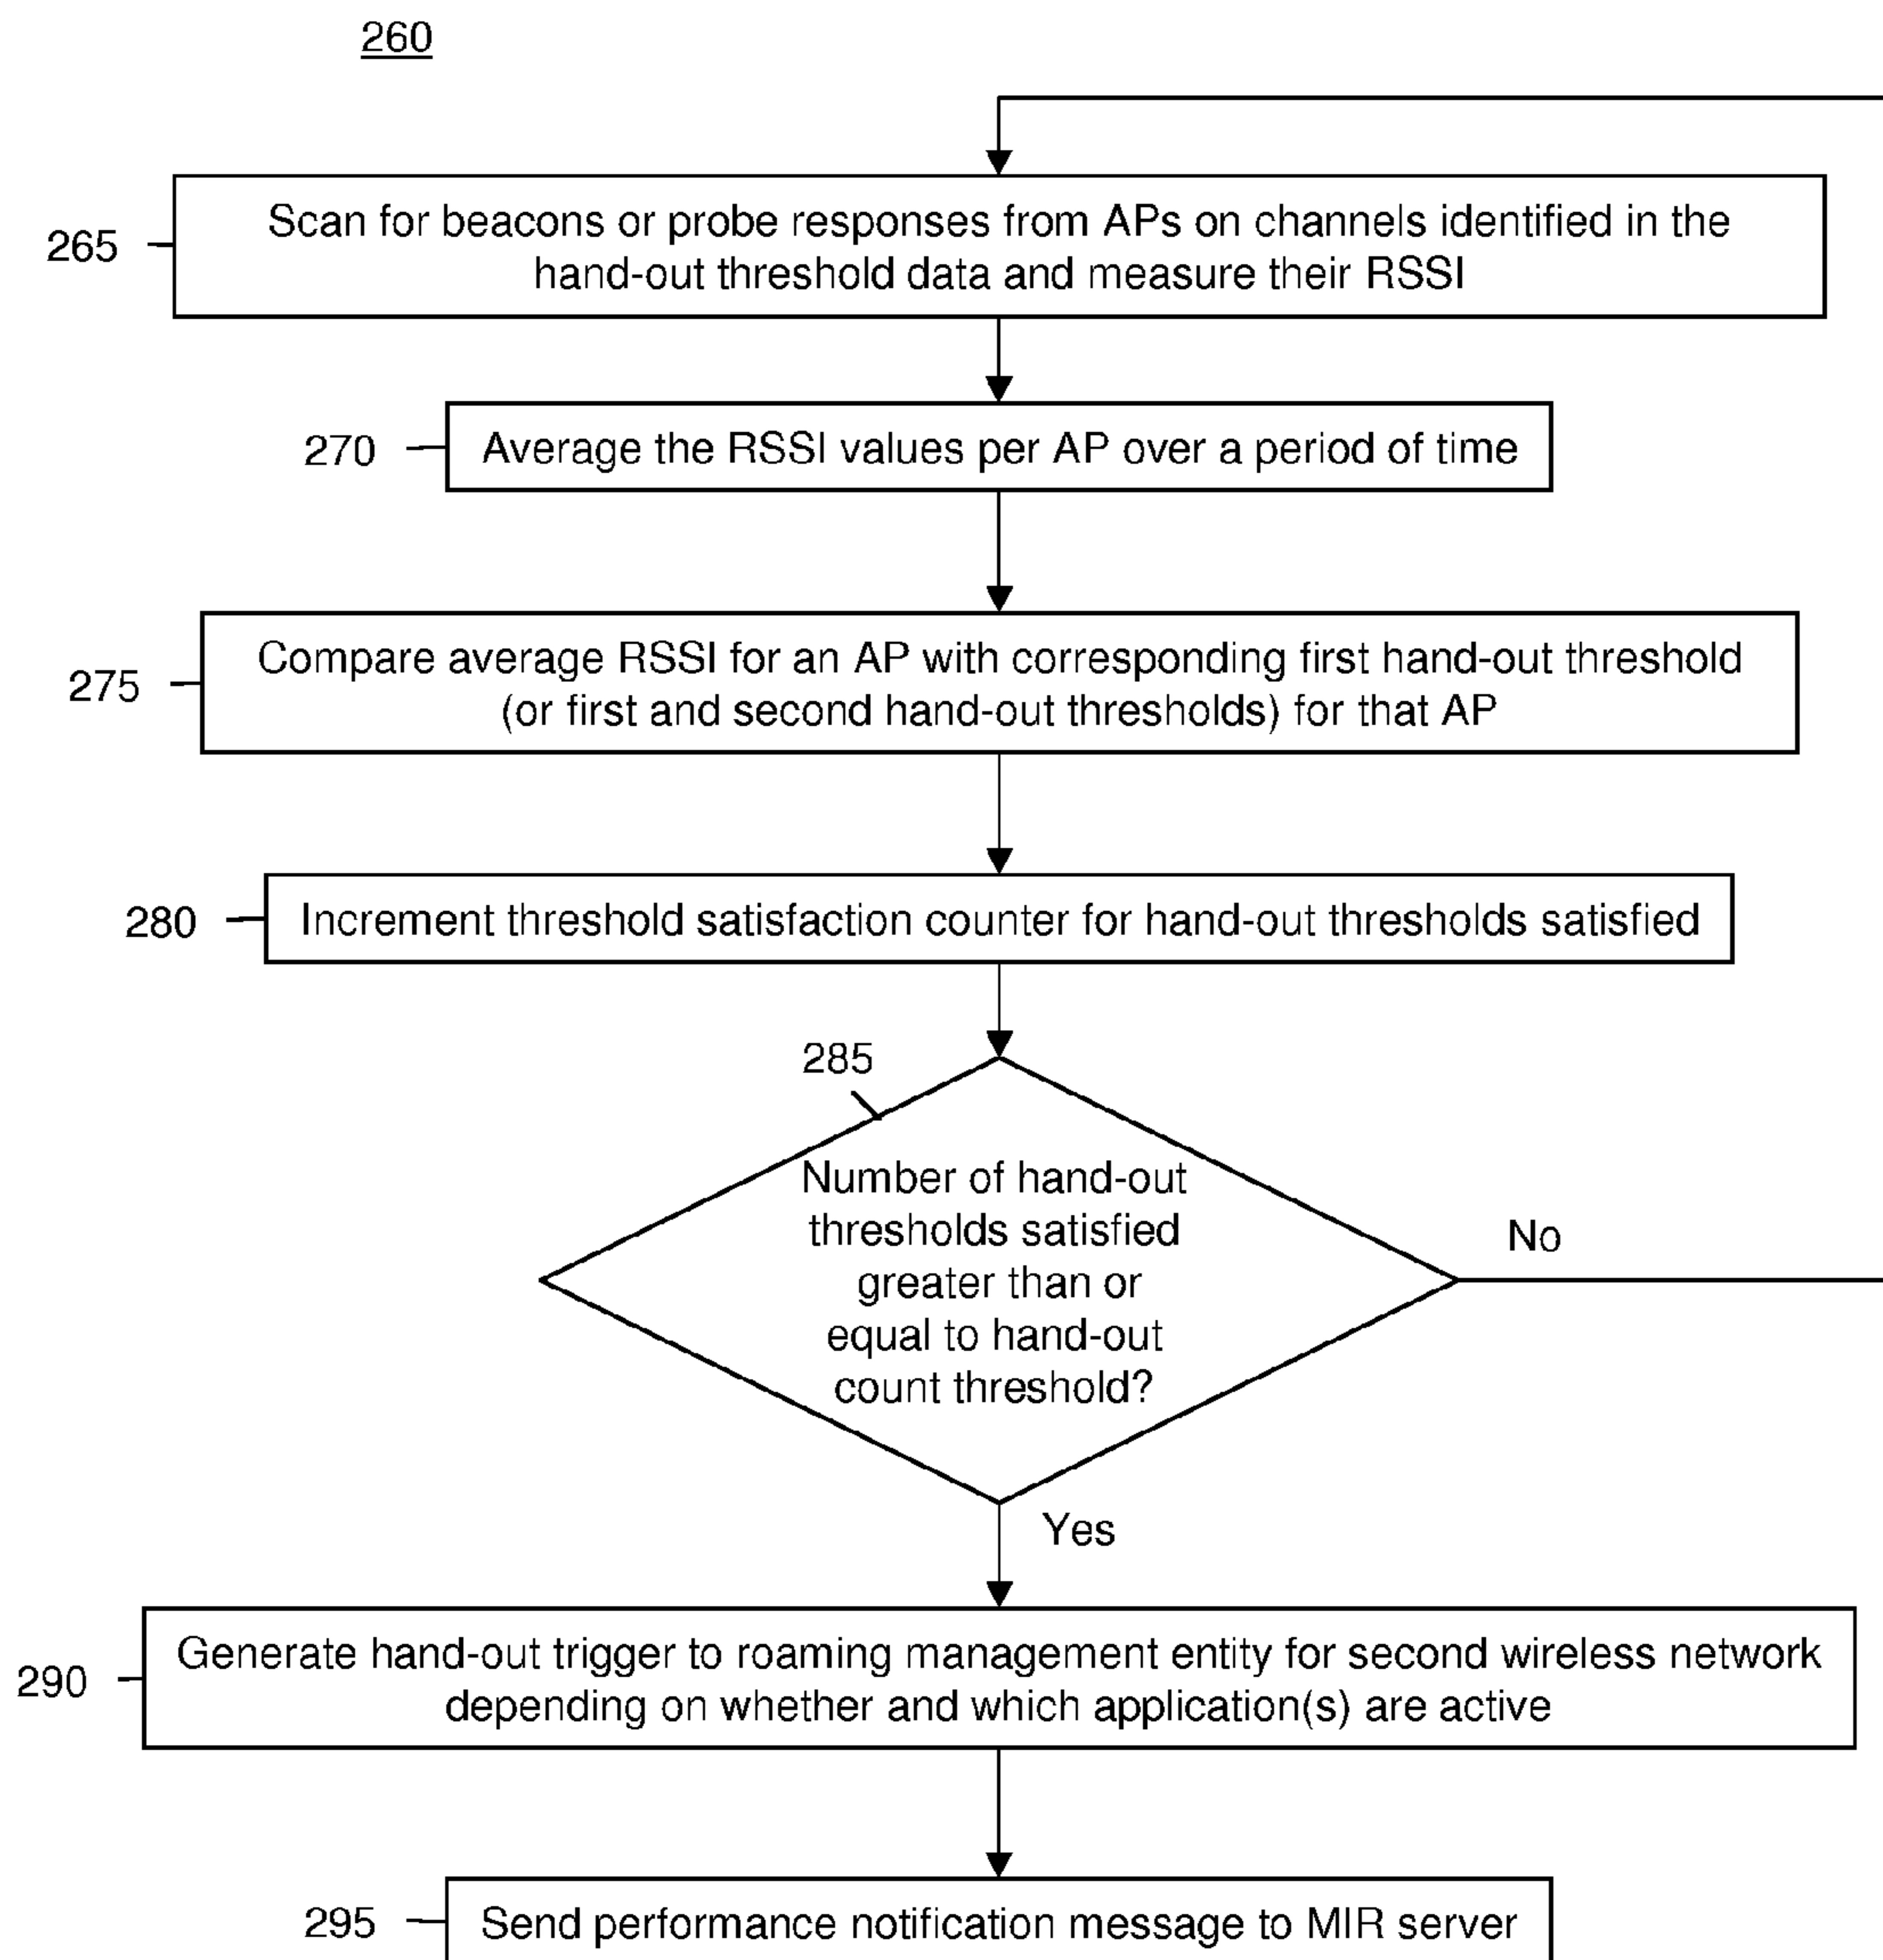 260
265
Scan for beacons or probe responses from APs on channels identified in the
hand-out threshold data and measure their RSSI
270
Average the RSSI values per AP over a period of time
275
Compare average RSSI for an AP with corresponding first hand-out threshold
(or first and second hand-out thresholds) for that AP
280
Increment threshold satisfaction counter for hand-out thresholds satisfied
285
Number of hand-out
thresholds satisfied
greater than or
equal to hand-out
count threshold?
No
Yes
290
Generate hand-out trigger to roaming management entity for second wireless network
depending on whether and which application(s) are active
295
Send performance notification message to MIR server